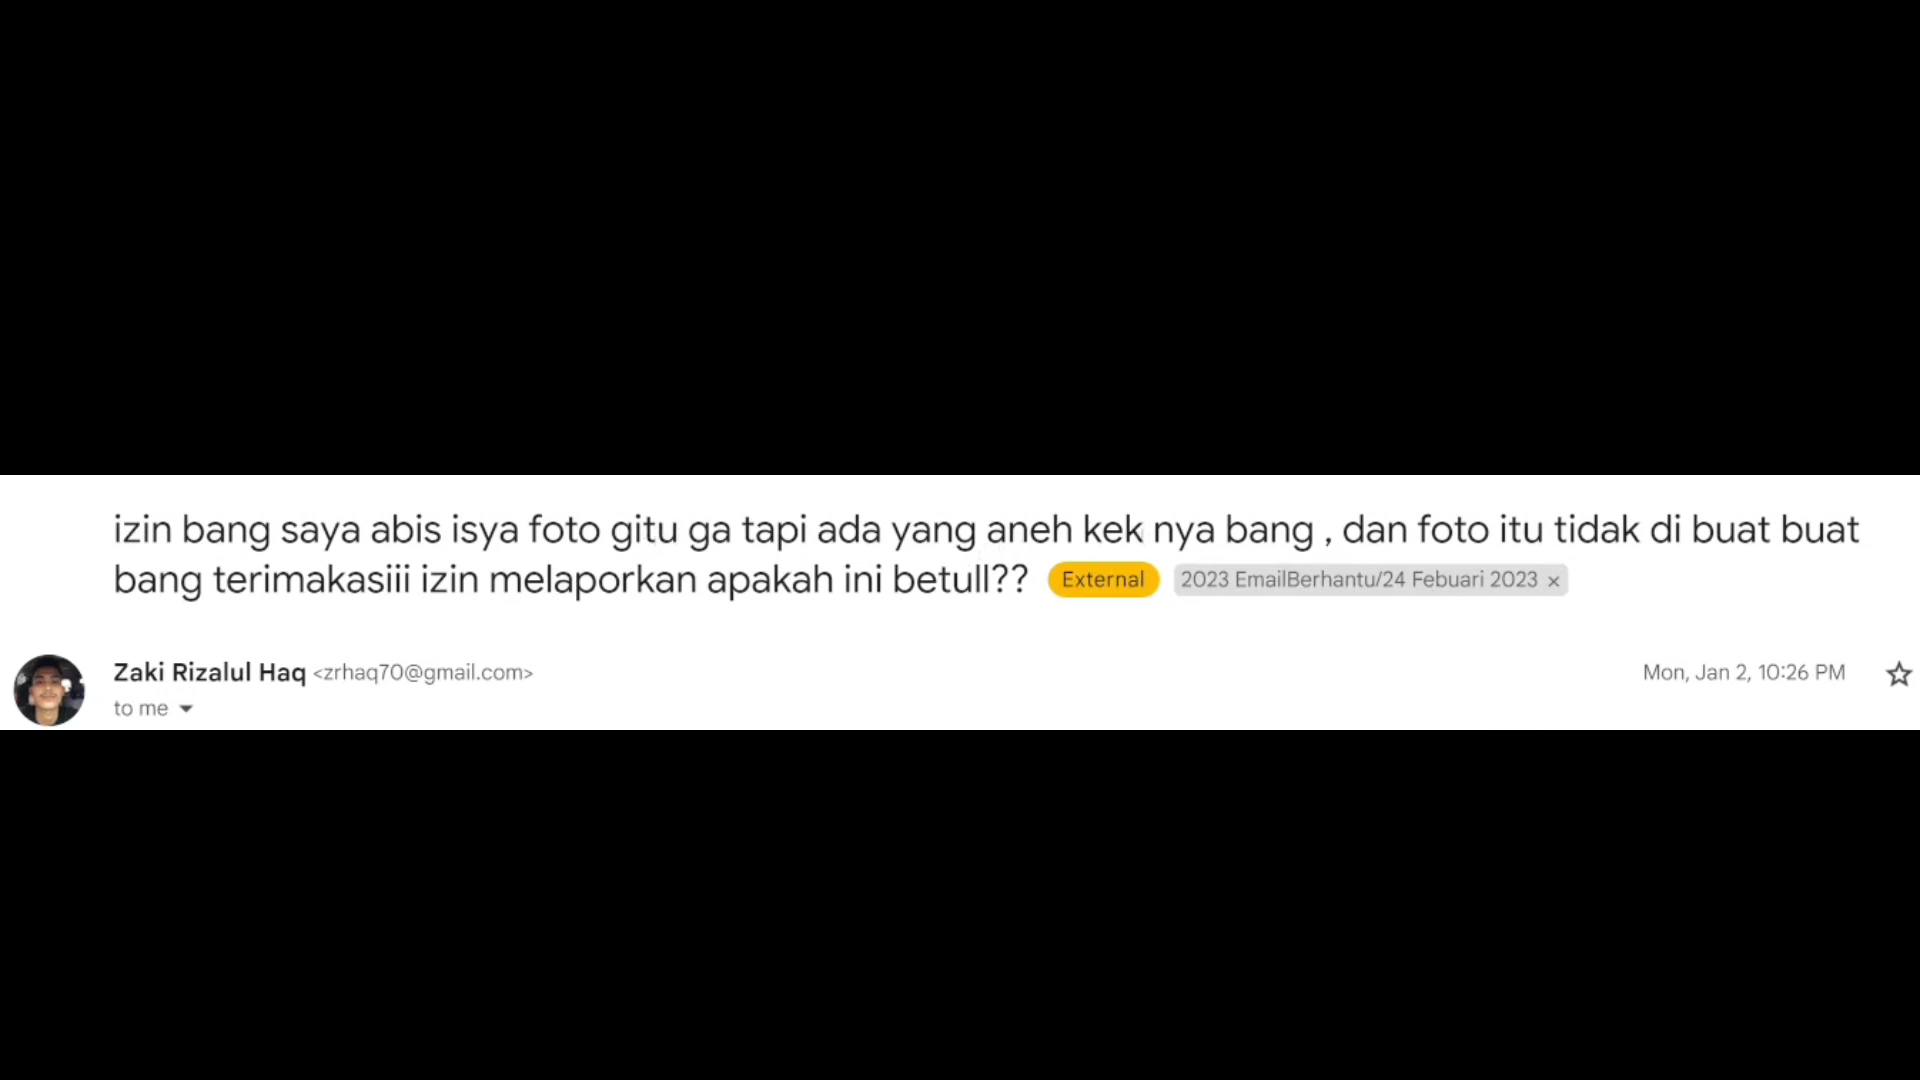 izin bang saya abis isya foto gitu ga tapi ada yang aneh kek nya bang , dan foto itu tidak di buat buat
bang terimakasiii izin melaporkan apakah ini betull?? External 2023 EmailBerhantu/24 Febuari 2023 ×
Zaki Rizalul Haq <zrhaq70@gmail.com> Mon, Jan 2, 10:26 PM
to me